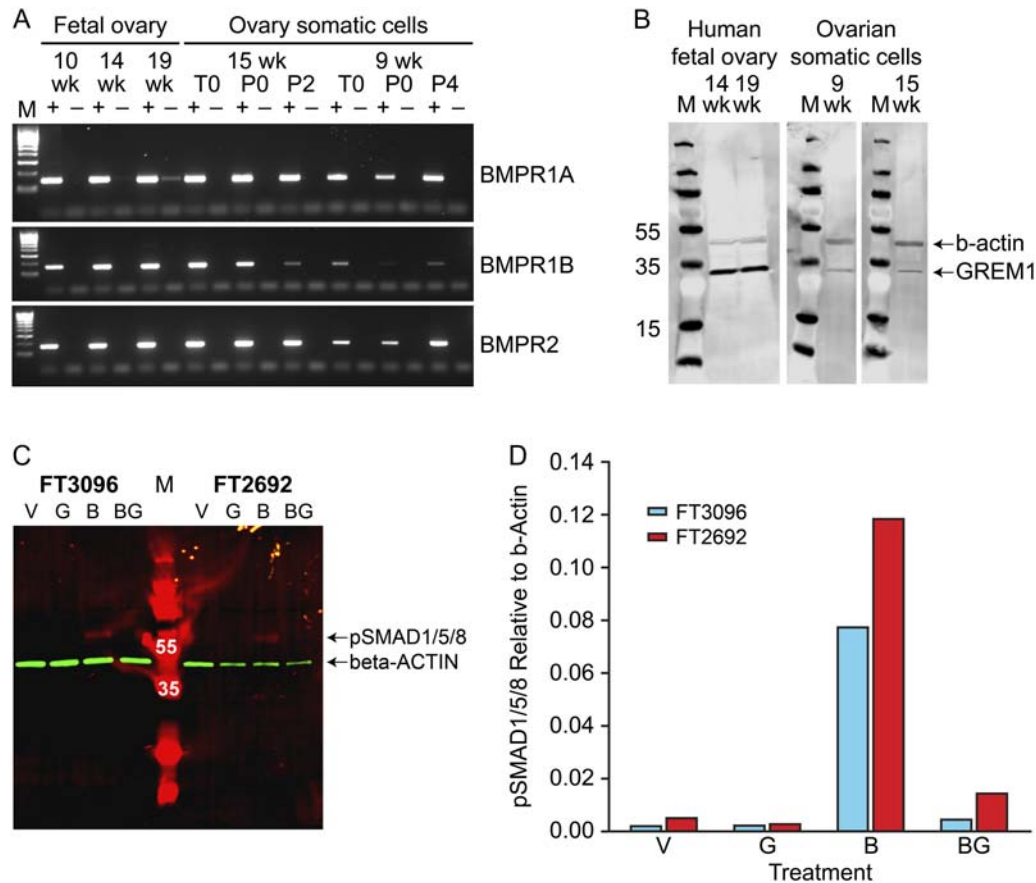 A
Fetal ovary Ovary somatic cells
10 wk 14 wk 19 wk 15 wk 9 wk
T0 P0 P2 T0 P0 P4
M + – + – + – + – + – + – + – + – + –
BMPR1A
BMPR1B
BMPR2
B
Human fetal ovary Ovarian somatic cells
M 14 wk 19 wk M 9 wk M 15 wk
55
35
15
b-actin
GREM1
C
FT3096 M FT2692
V G B BG V G B BG
55
35
pSMAD1/5/8
beta-ACTIN
D
pSMAD1/5/8 Relative to b-Actin
0.14
0.12
0.10
0.08
0.06
0.04
0.02
0.00
FT3096
FT2692
V G B BG
Treatment